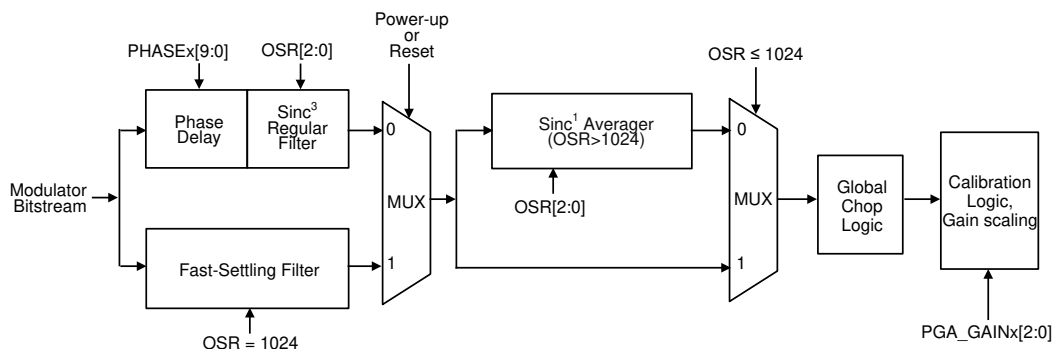 Power-up
or
Reset
PHASEx[9:0]
OSR[2:0]
OSR ≤ 1024
Phase
Delay
Sinc³
Regular
Filter
0
Sinc¹ Averager
(OSR>1024)
0
Modulator
Bitstream
MUX
OSR[2:0]
MUX
Global
Chop
Logic
Calibration
Logic,
Gain scaling
Fast-Settling Filter
1
1
OSR = 1024
PGA_GAINx[2:0]